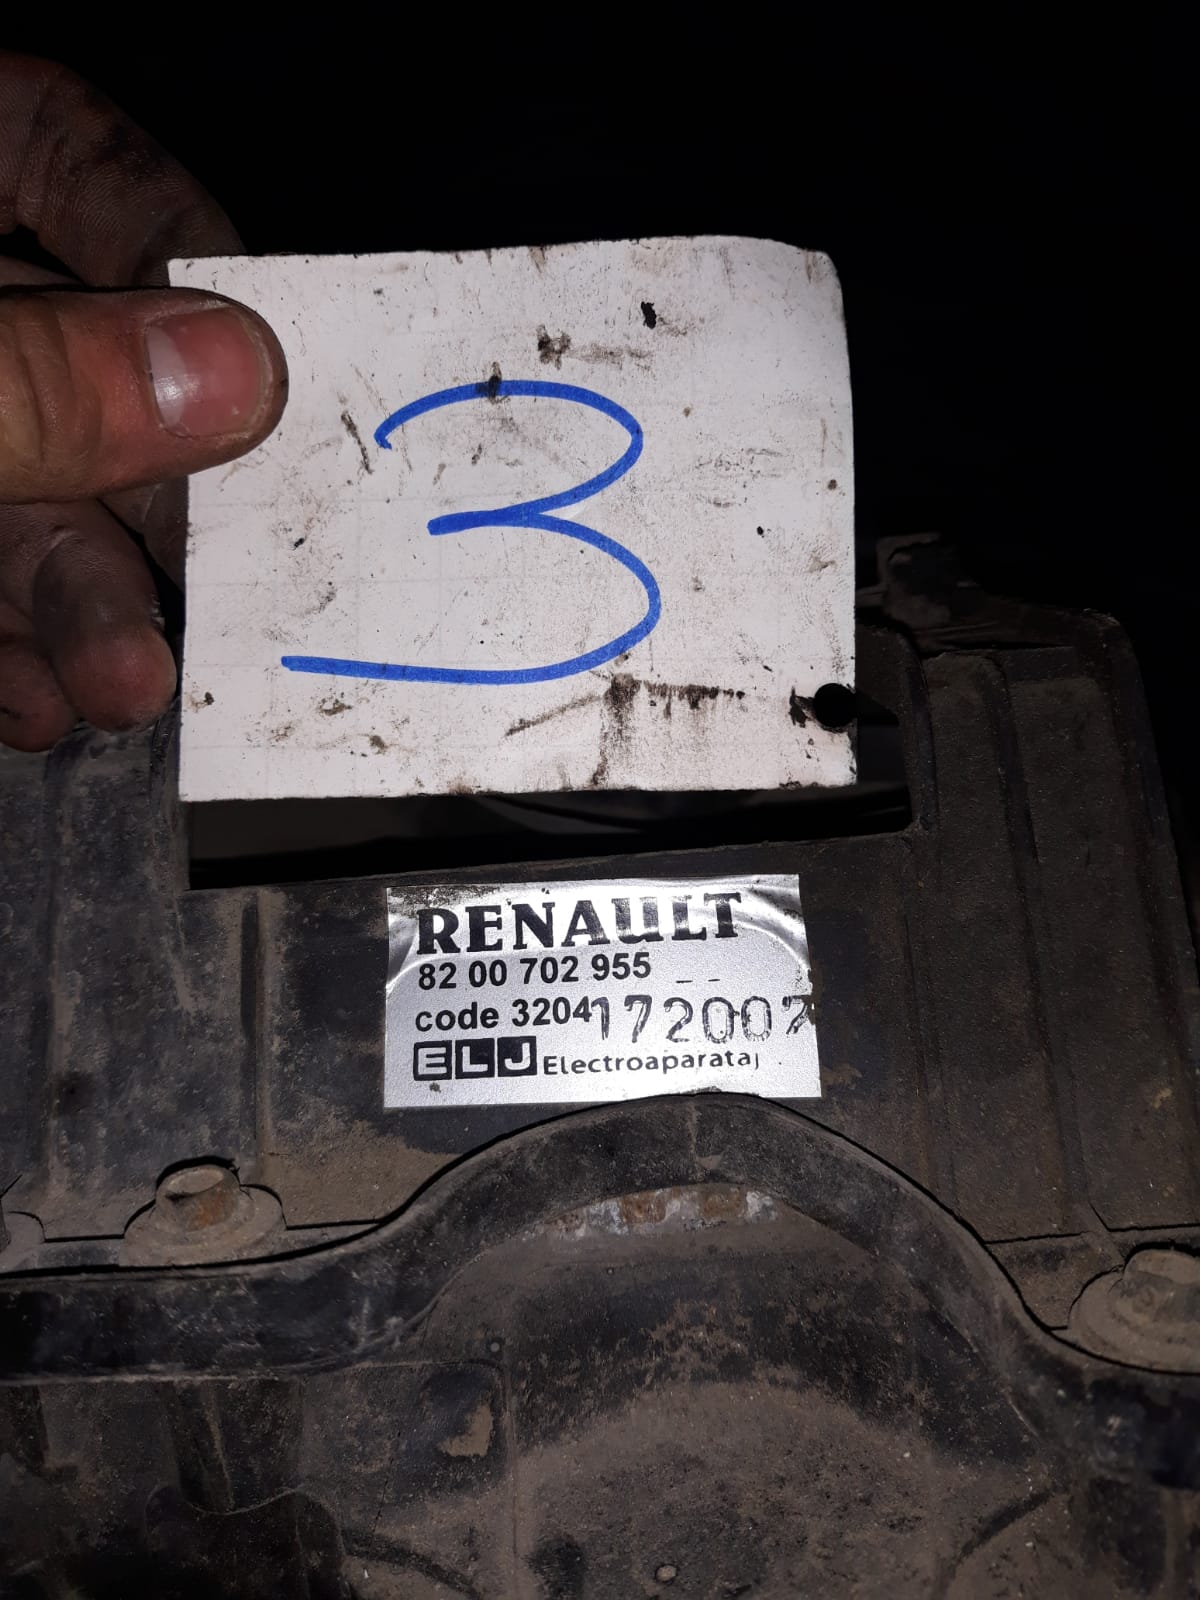 3
RENAULT
82 00 702 955
code 3204 172007
ELJ Electroaparataj